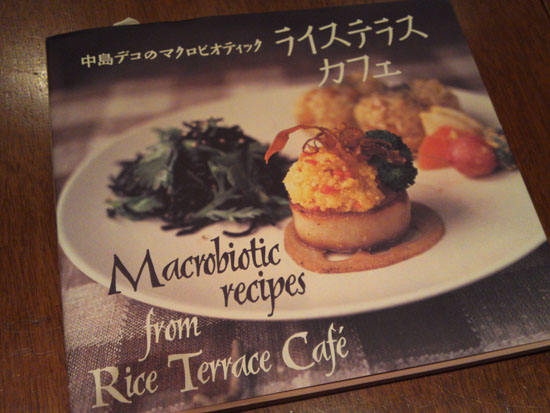 中島デコのマクロビオティック ライステラス
カフェ
Macrobiotic
recipes
from
Rice Terrace Café